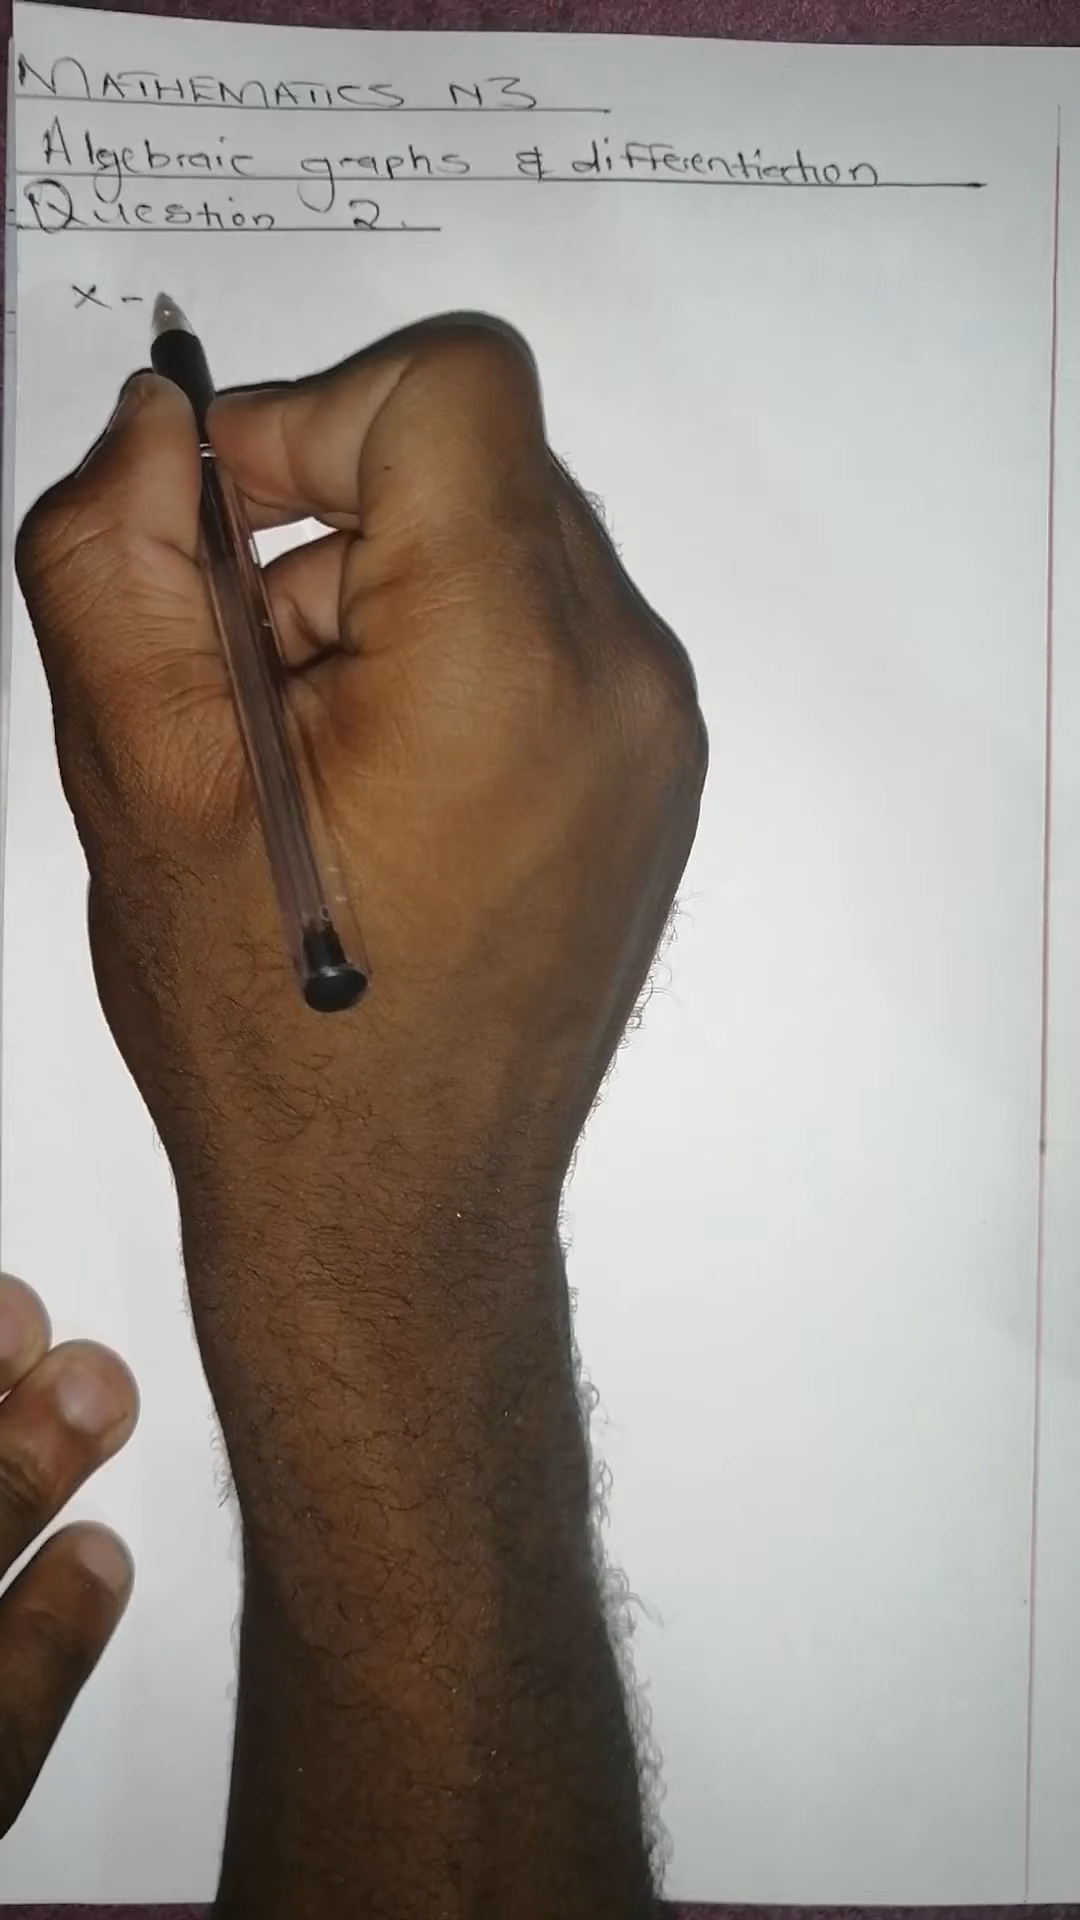 MATHEMATICS N3
Algebraic graphs & differentiation
Question 2.
x -